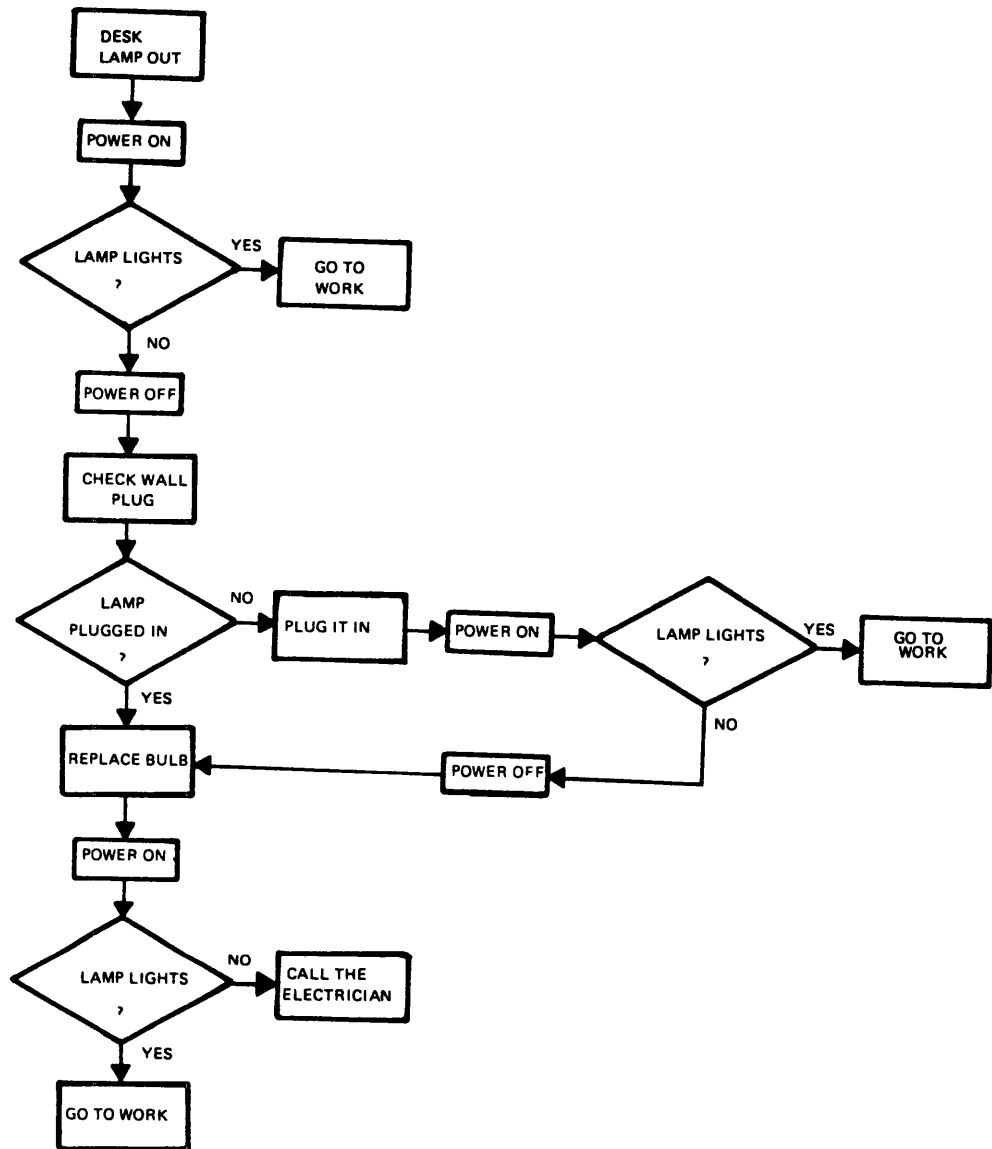 DESK
LAMP OUT
POWER ON
LAMP LIGHTS
?
YES
GO TO
WORK
NO
POWER OFF
CHECK WALL
PLUG
LAMP
PLUGGED IN
?
NO
PLUG IT IN
POWER ON
LAMP LIGHTS
?
YES
GO TO
WORK
NO
POWER OFF
YES
REPLACE BULB
POWER ON
LAMP LIGHTS
?
NO
CALL THE
ELECTRICIAN
YES
GO TO WORK